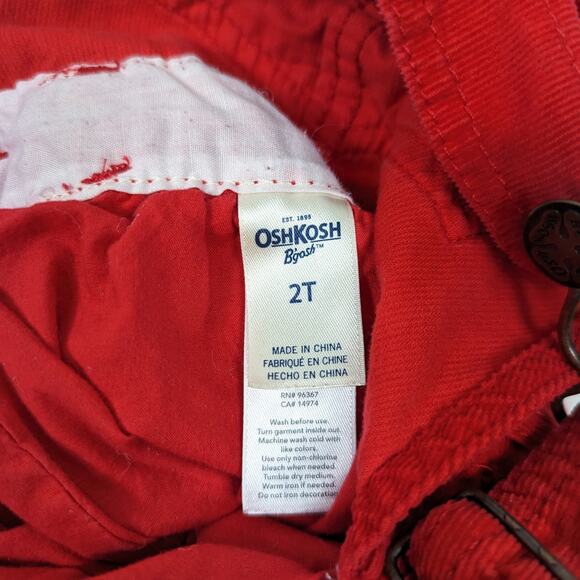 EST. 1895
OSHKOSH
B'gosh™
2T
MADE IN CHINA
FABRIQUÉ EN CHINE
HECHO EN CHINA
RN# 96367
CA# 14974
Wash before use.
Turn garment inside out.
Machine wash cold with
like colors.
Use only non-chlorine
bleach when needed.
Tumble dry medium.
Warm iron if needed.
Do not iron decoration